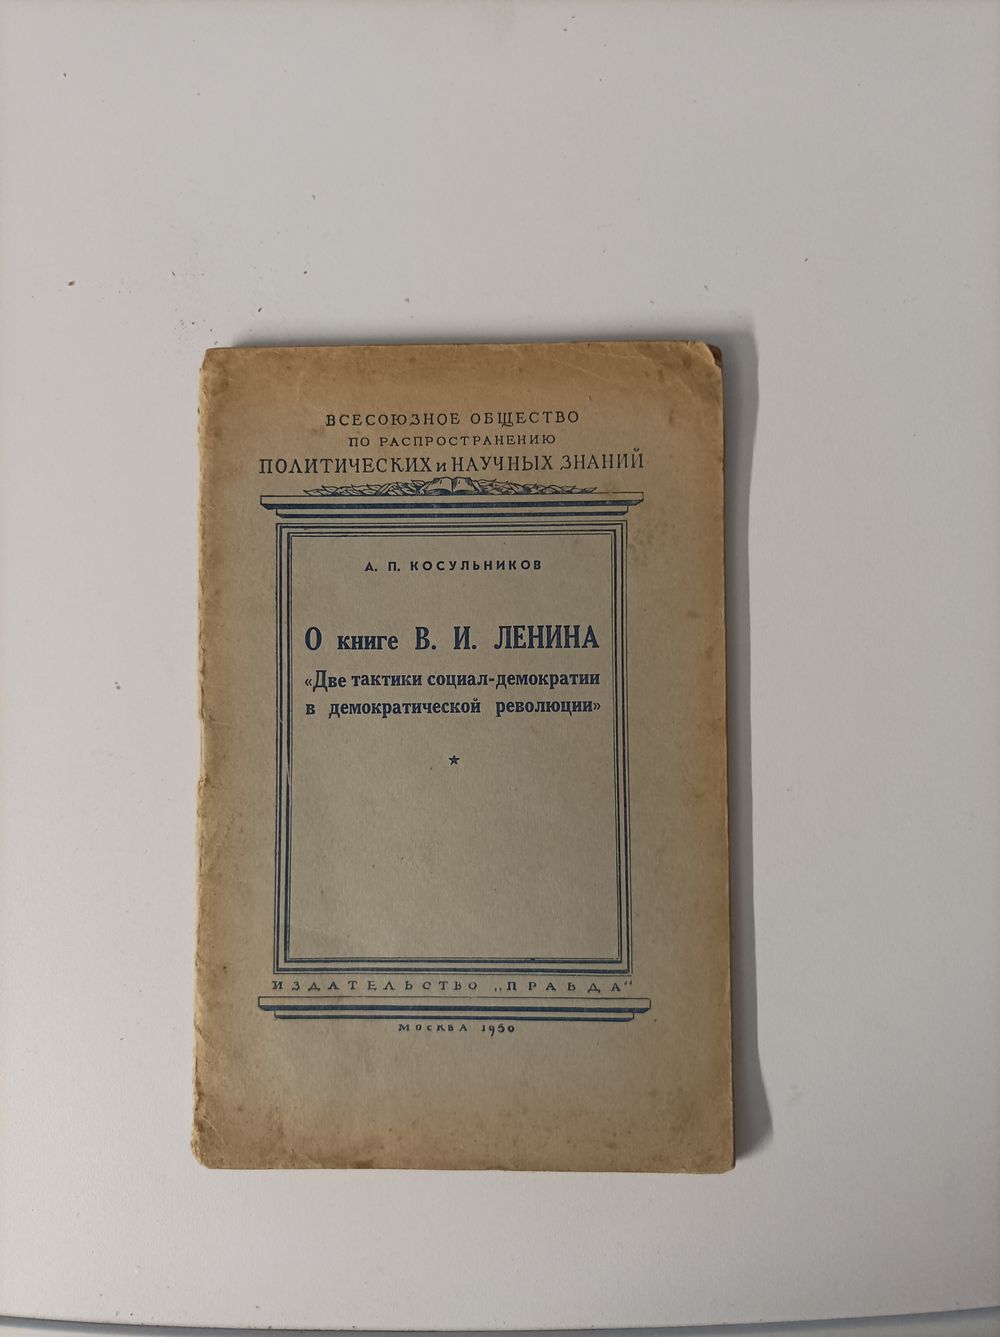 ВСЕСОЮЗНОЕ ОБЩЕСТВО
ПО РАСПРОСТРАНЕНИЮ
ПОЛИТИЧЕСКИХ и НАУЧНЫХ ЗНАНИЙ
А. П. КОСУЛЬНИКОВ
О книге В. И. ЛЕНИНА
«Две тактики социал-демократии
в демократической революции»
ИЗДАТЕЛЬСТВО „ПРАВДА“
МОСКВА 1950